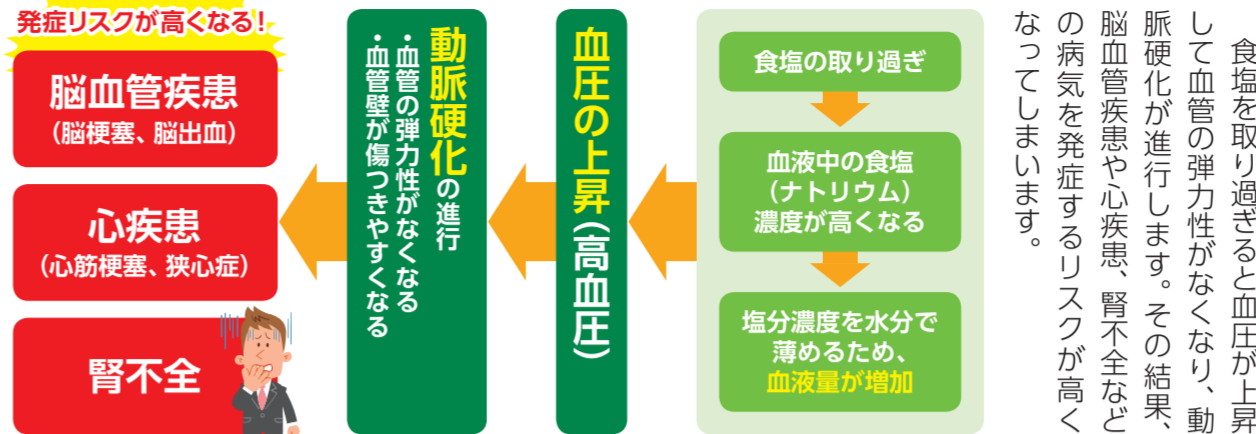 食塩を取り過ぎると血圧が上昇
して血管の弾力性がなくなり、動
脈硬化が進行します。その結果、
脳血管疾患や心疾患、腎不全など
の病気を発症するリスクが高く
なってしまいます。
食塩の取り過ぎ
血液中の食塩
（ナトリウム）
濃度が高くなる
塩分濃度を水分で
薄めるため、
血液量が増加
血圧の上昇（高血圧）
動脈硬化の進行
・血管の弾力性がなくなる
・血管壁が傷つきやすくなる
発症リスクが高くなる！
脳血管疾患
（脳梗塞、脳出血）
心疾患
（心筋梗塞、狭心症）
腎不全